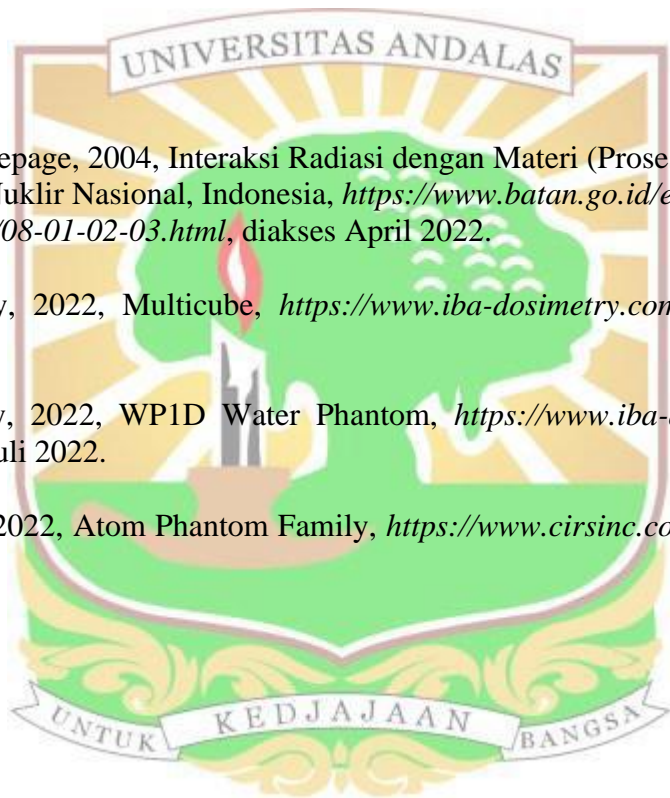 UNIVERSITAS ANDALAS
epage, 2004, Interaksi Radiasi dengan Materi (Prose
Nuklir Nasional, Indonesia, https://www.batan.go.id/e
/08-01-02-03.html, diakses April 2022.
y, 2022, Multicube, https://www.iba-dosimetry.com
y, 2022, WP1D Water Phantom, https://www.iba-
uli 2022.
2022, Atom Phantom Family, https://www.cirsinc.co
UNTUK KEDJAJAAN BANGSA